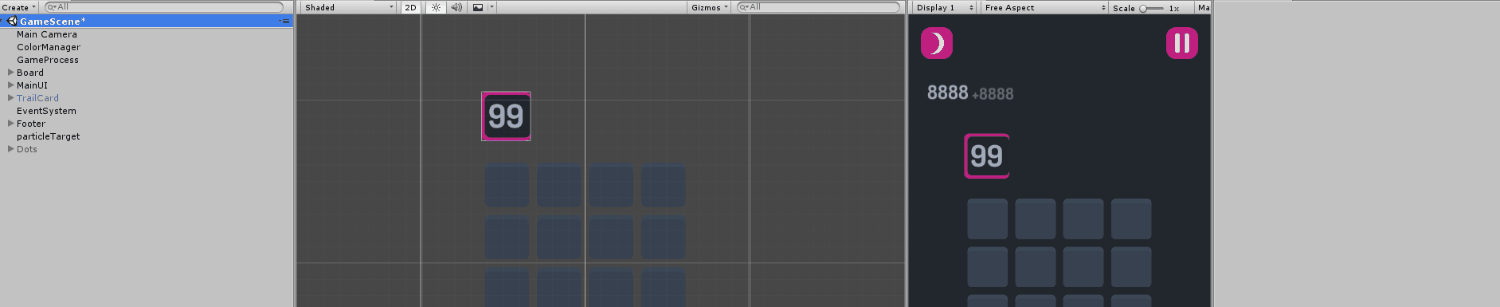 Create
All
Shaded
2D
Gizmos
All
Display 1
Free Aspect
Scale
1x
Ma
GameScene*
Main Camera
ColorManager
GameProcess
Board
MainUI
TrailCard
EventSystem
Footer
particleTarget
Dots
99
8888 +8888
99